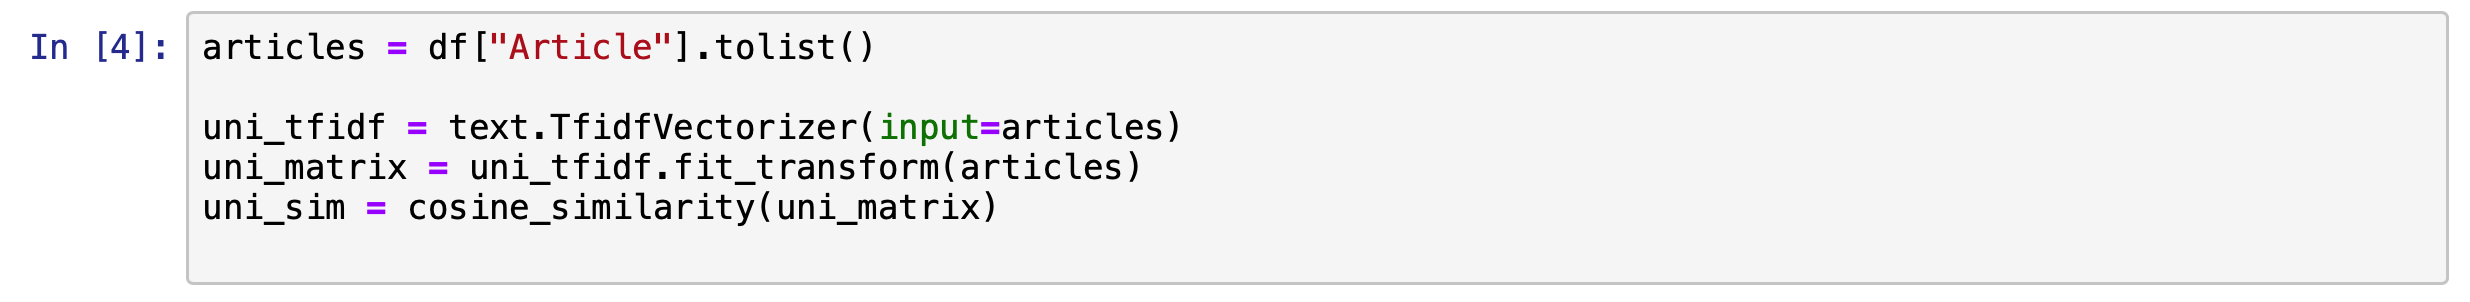 In [4]: articles = df["Article"].tolist()
uni_tfidf = text.TfidfVectorizer(input=articles)
uni_matrix = uni_tfidf.fit_transform(articles)
uni_sim = cosine_similarity(uni_matrix)